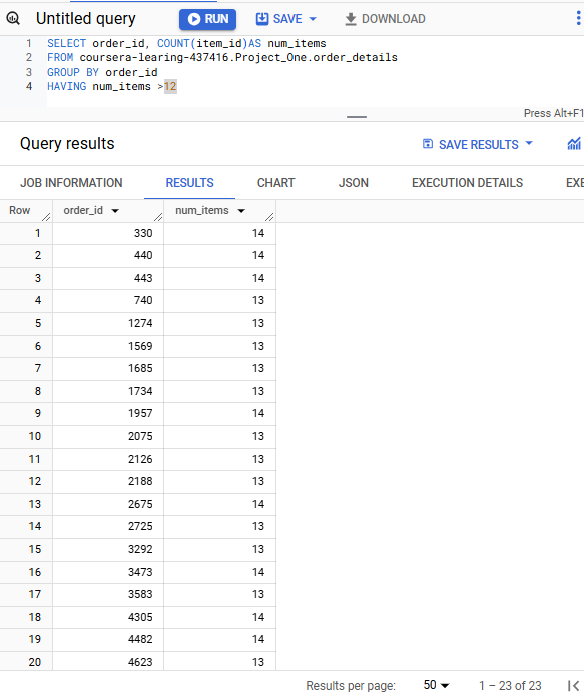 Untitled query RUN SAVE DOWNLOAD
1 SELECT order_id, COUNT(item_id)AS num_items
2 FROM coursera-learing-437416.Project_One.order_details
3 GROUP BY order_id
4 HAVING num_items >12
Press Alt+F1
Query results SAVE RESULTS
JOB INFORMATION RESULTS CHART JSON EXECUTION DETAILS EXE
Row order_id num_items
1 330 14
2 440 14
3 443 14
4 740 13
5 1274 13
6 1569 13
7 1685 13
8 1734 13
9 1957 14
10 2075 13
11 2126 13
12 2188 13
13 2675 14
14 2725 13
15 3292 13
16 3473 14
17 3583 13
18 4305 14
19 4482 14
20 4623 13
Results per page: 50 1 – 23 of 23